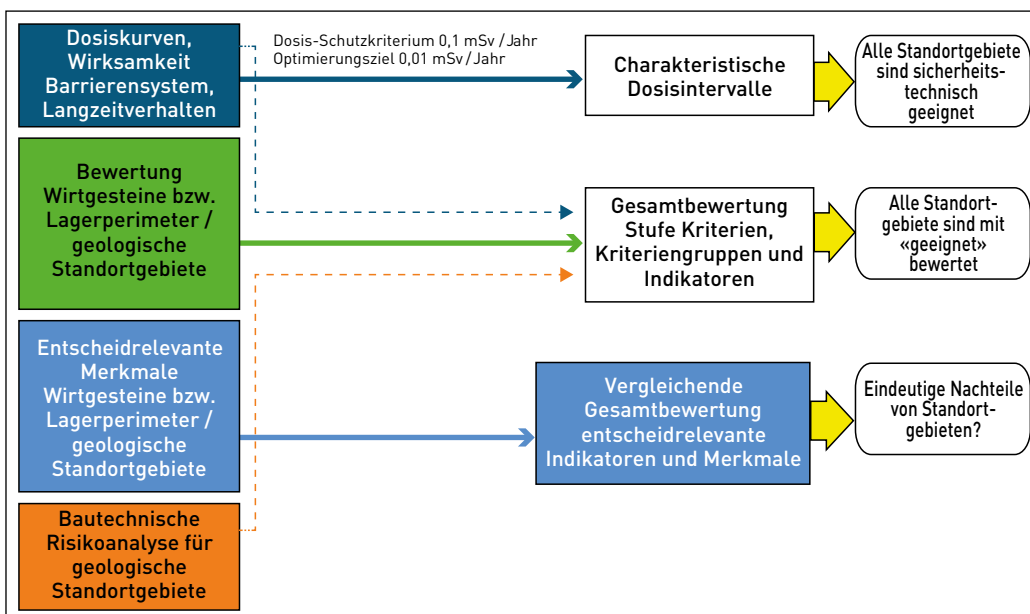 Dosiskurven,
Wirksamkeit
Barrierensystem,
Langzeitverhalten
Dosis-Schutzkriterium 0,1 mSv/Jahr
Optimierungsziel 0,01 mSv/Jahr
Charakteristische
Dosisintervalle
Alle Standortgebiete
sind sicherheits-
technisch
geeignet
Bewertung
Wirtgesteine bzw.
Lagerperimeter /
geologische
Standortgebiete
Gesamtbewertung
Stufe Kriterien,
Kriteriengruppen und
Indikatoren
Alle Standort-
gebiete sind mit
«geeignet»
bewertet
Entscheidrelevante
Merkmale
Wirtgesteine bzw.
Lagerperimeter /
geologische
Standortgebiete
Vergleichende
Gesamtbewertung
entscheidrelevante
Indikatoren und Merkmale
Eindeutige Nachteile
von Standort-
gebieten?
Bautechnische
Risikoanalyse für
geologische
Standortgebiete